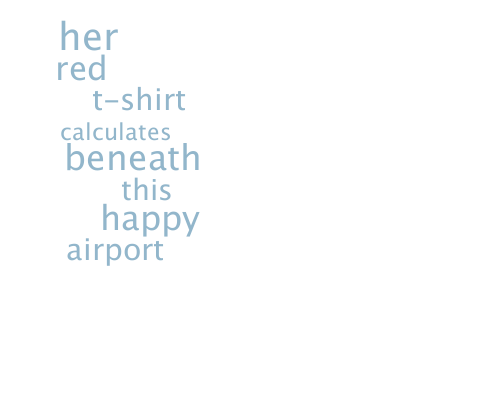 her
red
t-shirt
calculates
beneath
this
happy
airport